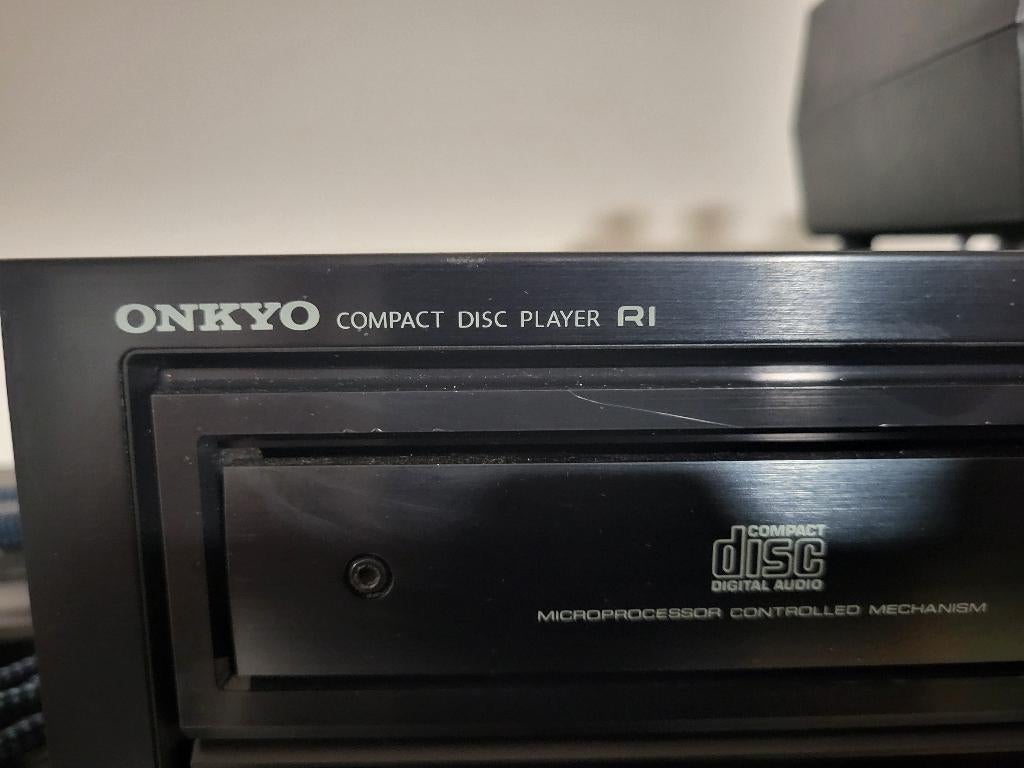 ONKYO COMPACT DISC PLAYER RI
COMPACT
disc
DIGITAL AUDIO
MICROPROCESSOR CONTROLLED MECHANISM